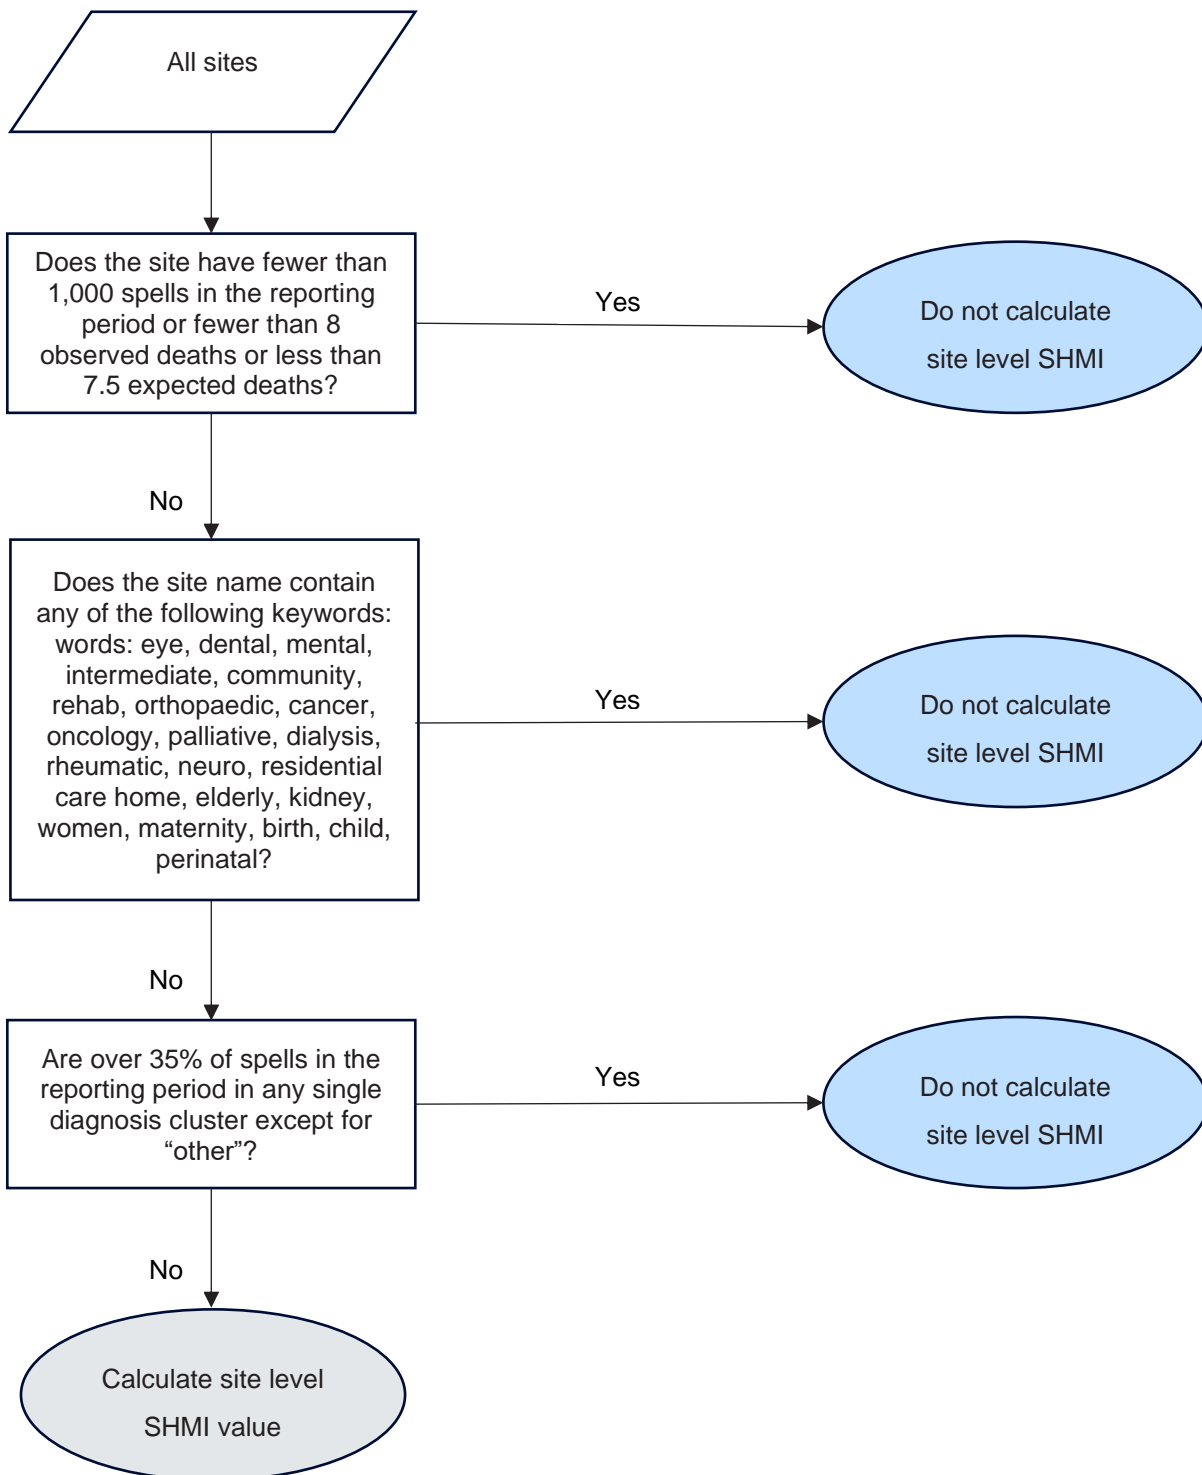 All sites
Does the site have fewer than
1,000 spells in the reporting
period or fewer than 8
observed deaths or less than
7.5 expected deaths?
Yes
Do not calculate
site level SHMI
No
Does the site name contain
any of the following keywords:
words: eye, dental, mental,
intermediate, community,
rehab, orthopaedic, cancer,
oncology, palliative, dialysis,
rheumatic, neuro, residential
care home, elderly, kidney,
women, maternity, birth, child,
perinatal?
Yes
Do not calculate
site level SHMI
No
Are over 35% of spells in the
reporting period in any single
diagnosis cluster except for
“other”?
Yes
Do not calculate
site level SHMI
No
Calculate site level
SHMI value